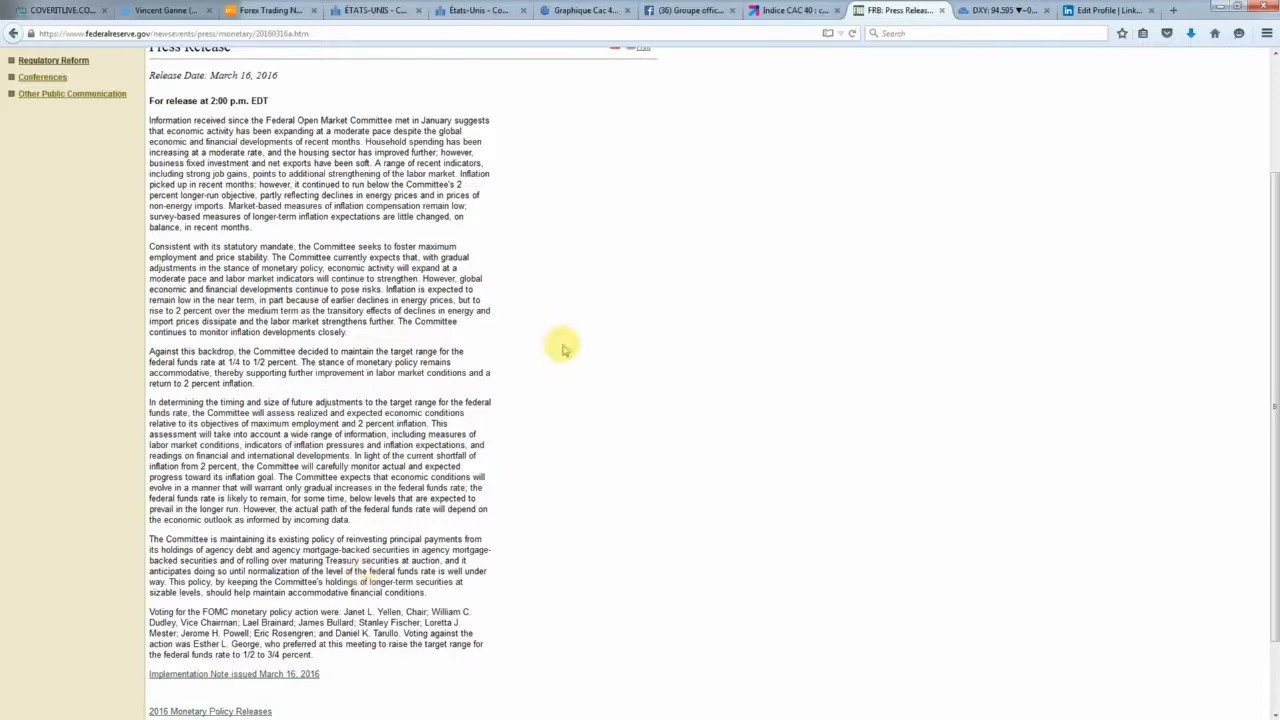 COVERITLIVE.CO...
Vincent Ganne (...
Forex Trading N...
ÉTATS-UNIS - C...
États-Unis - Co...
Graphique Cac 4...
(36) Groupe offic...
Indice CAC 40 : c...
FRB: Press Releas...
DXY: 94.595 ▼−0...
Edit Profile | Link...
https://www.federalreserve.gov/newsevents/press/monetary/20160316a.htm
Search
Press Release
Print
Regulatory Reform
Conferences
Other Public Communication
Release Date: March 16, 2016
For release at 2:00 p.m. EDT
Information received since the Federal Open Market Committee met in January suggests
that economic activity has been expanding at a moderate pace despite the global
economic and financial developments of recent months. Household spending has been
increasing at a moderate rate, and the housing sector has improved further; however,
business fixed investment and net exports have been soft. A range of recent indicators,
including strong job gains, points to additional strengthening of the labor market. Inflation
picked up in recent months; however, it continued to run below the Committee's 2
percent longer-run objective, partly reflecting declines in energy prices and in prices of
non-energy imports. Market-based measures of inflation compensation remain low;
survey-based measures of longer-term inflation expectations are little changed, on
balance, in recent months.
Consistent with its statutory mandate, the Committee seeks to foster maximum
employment and price stability. The Committee currently expects that, with gradual
adjustments in the stance of monetary policy, economic activity will expand at a
moderate pace and labor market indicators will continue to strengthen. However, global
economic and financial developments continue to pose risks. Inflation is expected to
remain low in the near term, in part because of earlier declines in energy prices, but to
rise to 2 percent over the medium term as the transitory effects of declines in energy and
import prices dissipate and the labor market strengthens further. The Committee
continues to monitor inflation developments closely.
Against this backdrop, the Committee decided to maintain the target range for the
federal funds rate at 1/4 to 1/2 percent. The stance of monetary policy remains
accommodative, thereby supporting further improvement in labor market conditions and a
return to 2 percent inflation.
In determining the timing and size of future adjustments to the target range for the federal
funds rate, the Committee will assess realized and expected economic conditions
relative to its objectives of maximum employment and 2 percent inflation. This
assessment will take into account a wide range of information, including measures of
labor market conditions, indicators of inflation pressures and inflation expectations, and
readings on financial and international developments. In light of the current shortfall of
inflation from 2 percent, the Committee will carefully monitor actual and expected
progress toward its inflation goal. The Committee expects that economic conditions will
evolve in a manner that will warrant only gradual increases in the federal funds rate; the
federal funds rate is likely to remain, for some time, below levels that are expected to
prevail in the longer run. However, the actual path of the federal funds rate will depend on
the economic outlook as informed by incoming data.
The Committee is maintaining its existing policy of reinvesting principal payments from
its holdings of agency debt and agency mortgage-backed securities in agency mortgage-
backed securities and of rolling over maturing Treasury securities at auction, and it
anticipates doing so until normalization of the level of the federal funds rate is well under
way. This policy, by keeping the Committee's holdings of longer-term securities at
sizable levels, should help maintain accommodative financial conditions.
Voting for the FOMC monetary policy action were: Janet L. Yellen, Chair; William C.
Dudley, Vice Chairman; Lael Brainard; James Bullard; Stanley Fischer; Loretta J.
Mester; Jerome H. Powell; Eric Rosengren; and Daniel K. Tarullo. Voting against the
action was Esther L. George, who preferred at this meeting to raise the target range for
the federal funds rate to 1/2 to 3/4 percent.
Implementation Note issued March 16, 2016
2016 Monetary Policy Releases